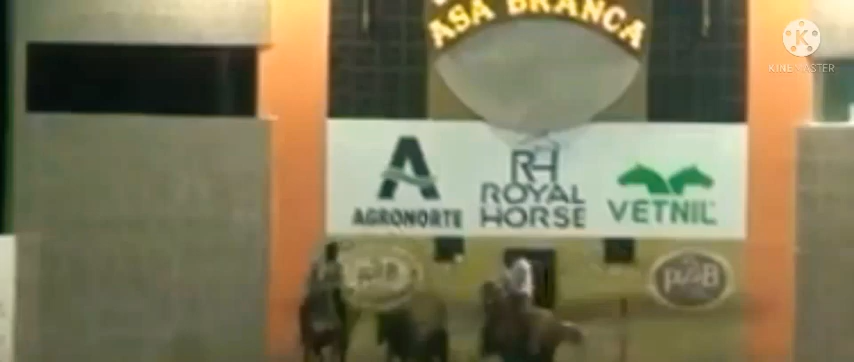 ASA BRANCA
K
KINEMASTER
AGRONORTE
RH
ROYAL
HORSE
VETNIL